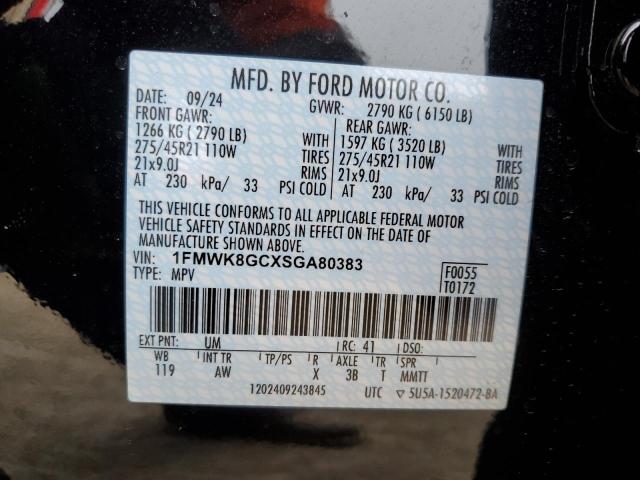 MFD. BY FORD MOTOR CO.
DATE: 09/24 GVWR: 2790 KG ( 6150 LB)
FRONT GAWR: REAR GAWR:
1266 KG ( 2790 LB) WITH 1597 KG ( 3520 LB) WITH
275/45R21 110W TIRES 275/45R21 110W TIRES
21x9.0J RIMS 21x9.0J RIMS
AT 230 kPa/ 33 PSI COLD AT 230 kPa/ 33 PSI COLD
THIS VEHICLE CONFORMS TO ALL APPLICABLE FEDERAL MOTOR
VEHICLE SAFETY STANDARDS IN EFFECT ON THE DATE OF
MANUFACTURE SHOWN ABOVE.
VIN: 1FMWK8GCXSGA80383 F0055
TYPE: MPV T0172
EXT PNT: UM RC: 41 DSO:
WB INT TR TP/PS R AXLE TR SPR
119 AW X 3B T MMTT
1202409243845 UTC 5U5A-1520472-BA